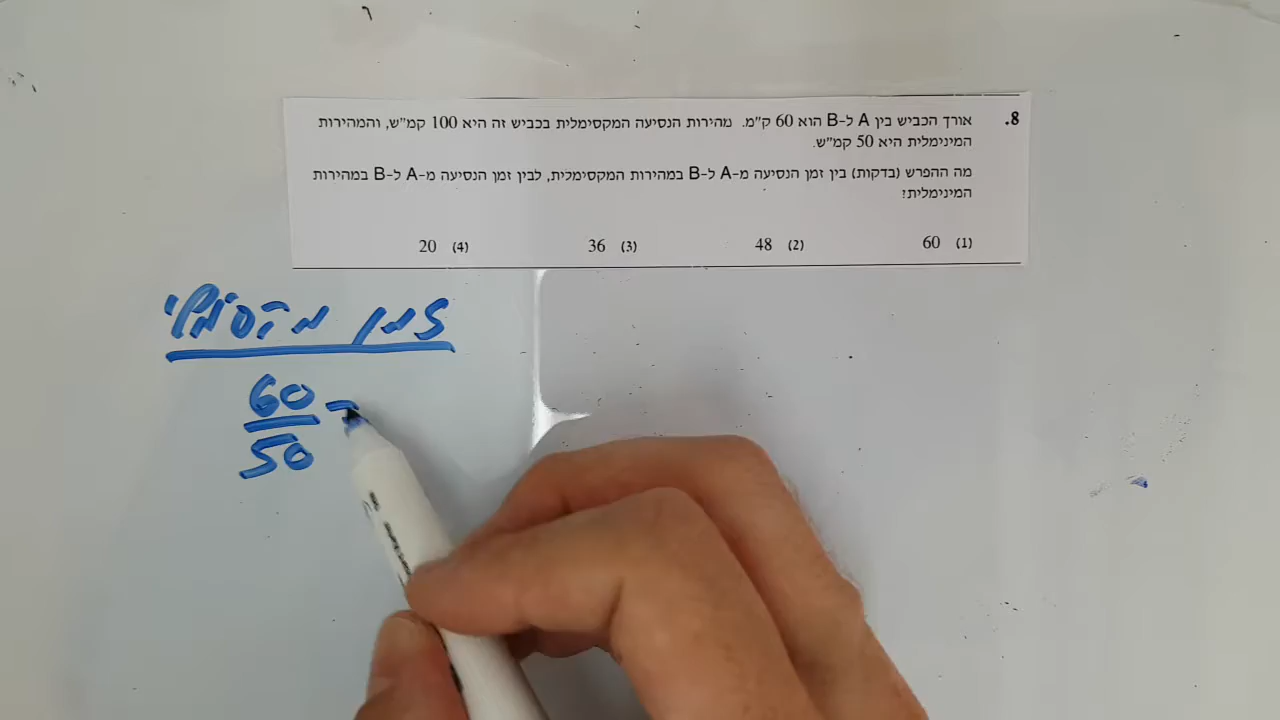 8. אורך הכביש בין A ל-B הוא 60 ק"מ. מהירות הנסיעה המקסימלית בכביש זה היא 100 קמ"ש, והמהירות
המינימלית היא 50 קמ"ש.
מה ההפרש (בדקות) בין זמן הנסיעה מ-A ל-B במהירות המקסימלית, לבין זמן הנסיעה מ-A ל-B במהירות
המינימלית?
(1) 60 (2) 48 (3) 36 (4) 20
זמן מקסימלי
60
50
=